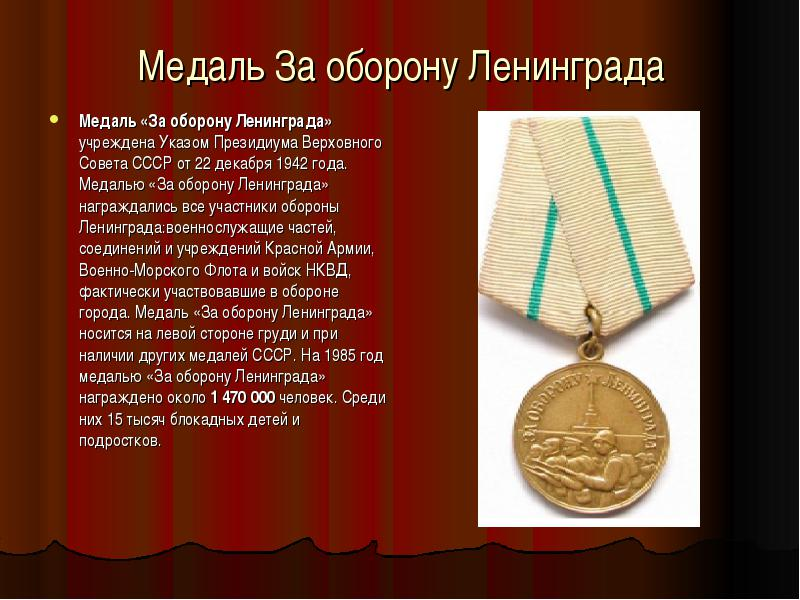 Медаль За оборону Ленинграда
Медаль «За оборону Ленинграда»
учреждена Указом Президиума Верховного
Совета СССР от 22 декабря 1942 года.
Медалью «За оборону Ленинграда»
награждались все участники обороны
Ленинграда:военнослужащие частей,
соединений и учреждений Красной Армии,
Военно-Морского Флота и войск НКВД,
фактически участвовавшие в обороне
города. Медаль «За оборону Ленинграда»
носится на левой стороне груди и при
наличии других медалей СССР. На 1985 год
медалью «За оборону Ленинграда»
награждено около 1 470 000 человек. Среди
них 15 тысяч блокадных детей и
подростков.
ЗА ОБОРОНУ ЛЕНИНГРАДА